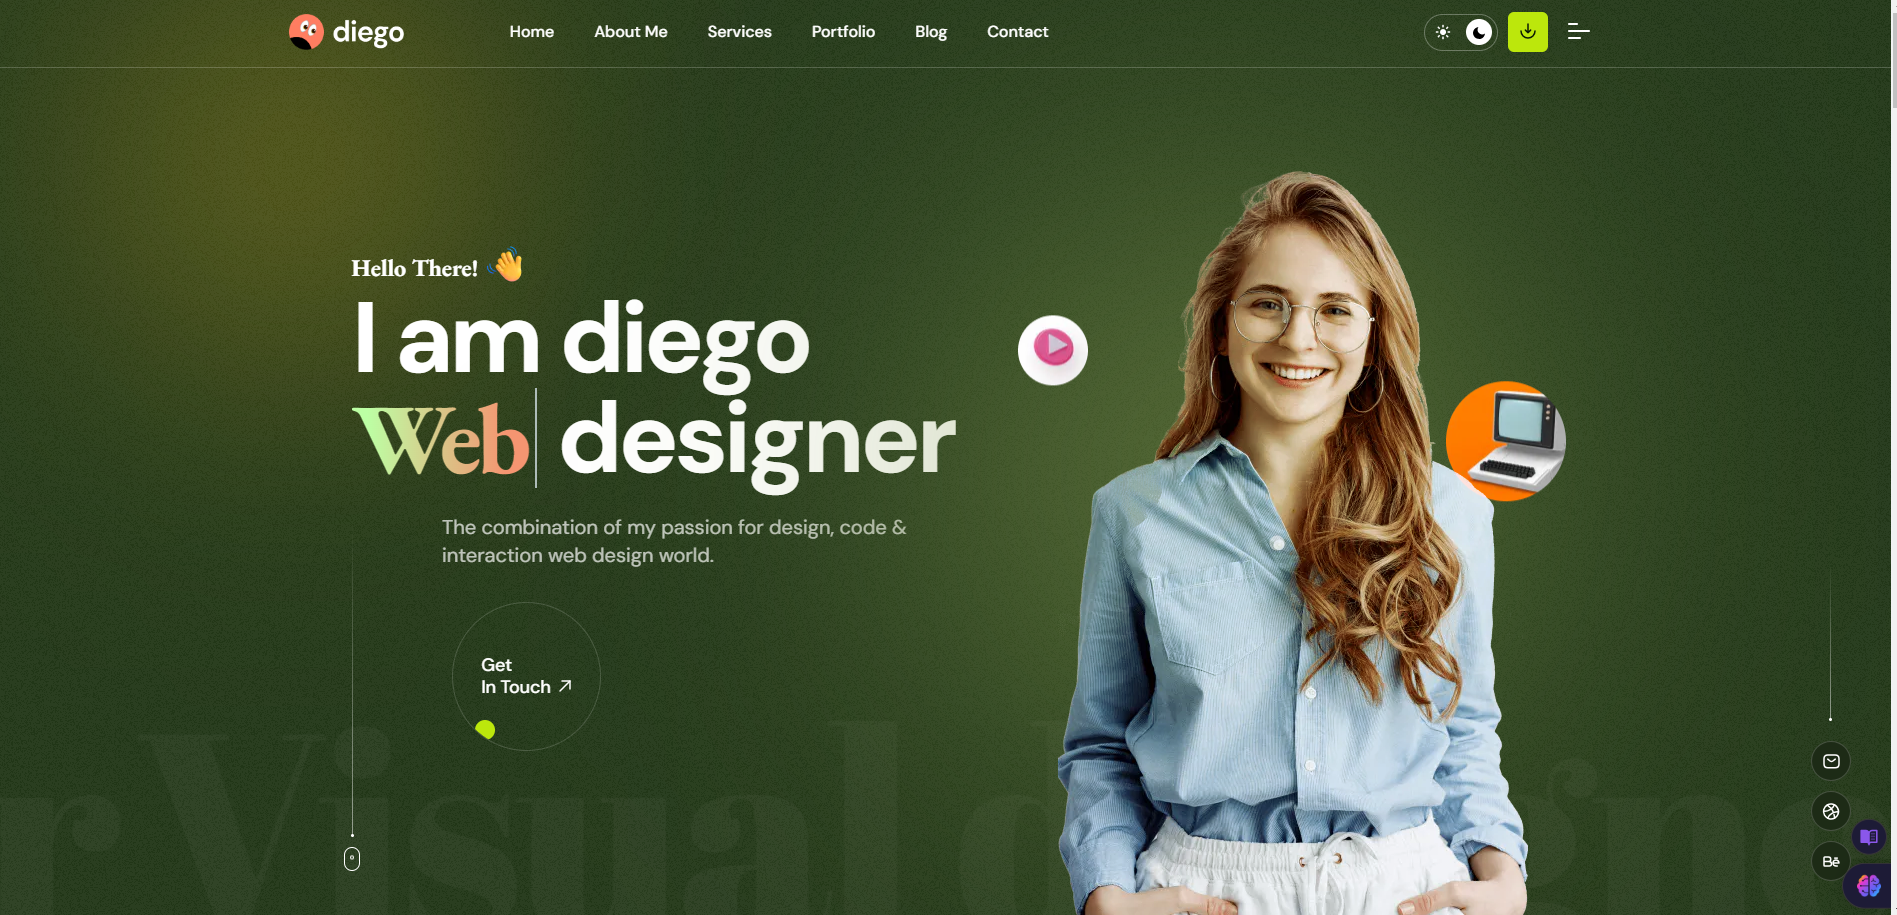 diego
Home
About Me
Services
Portfolio
Blog
Contact
Hello There!
I am diego
Web designer
The combination of my passion for design, code &
interaction web design world.
Get
In Touch
r Visual designe
Bē